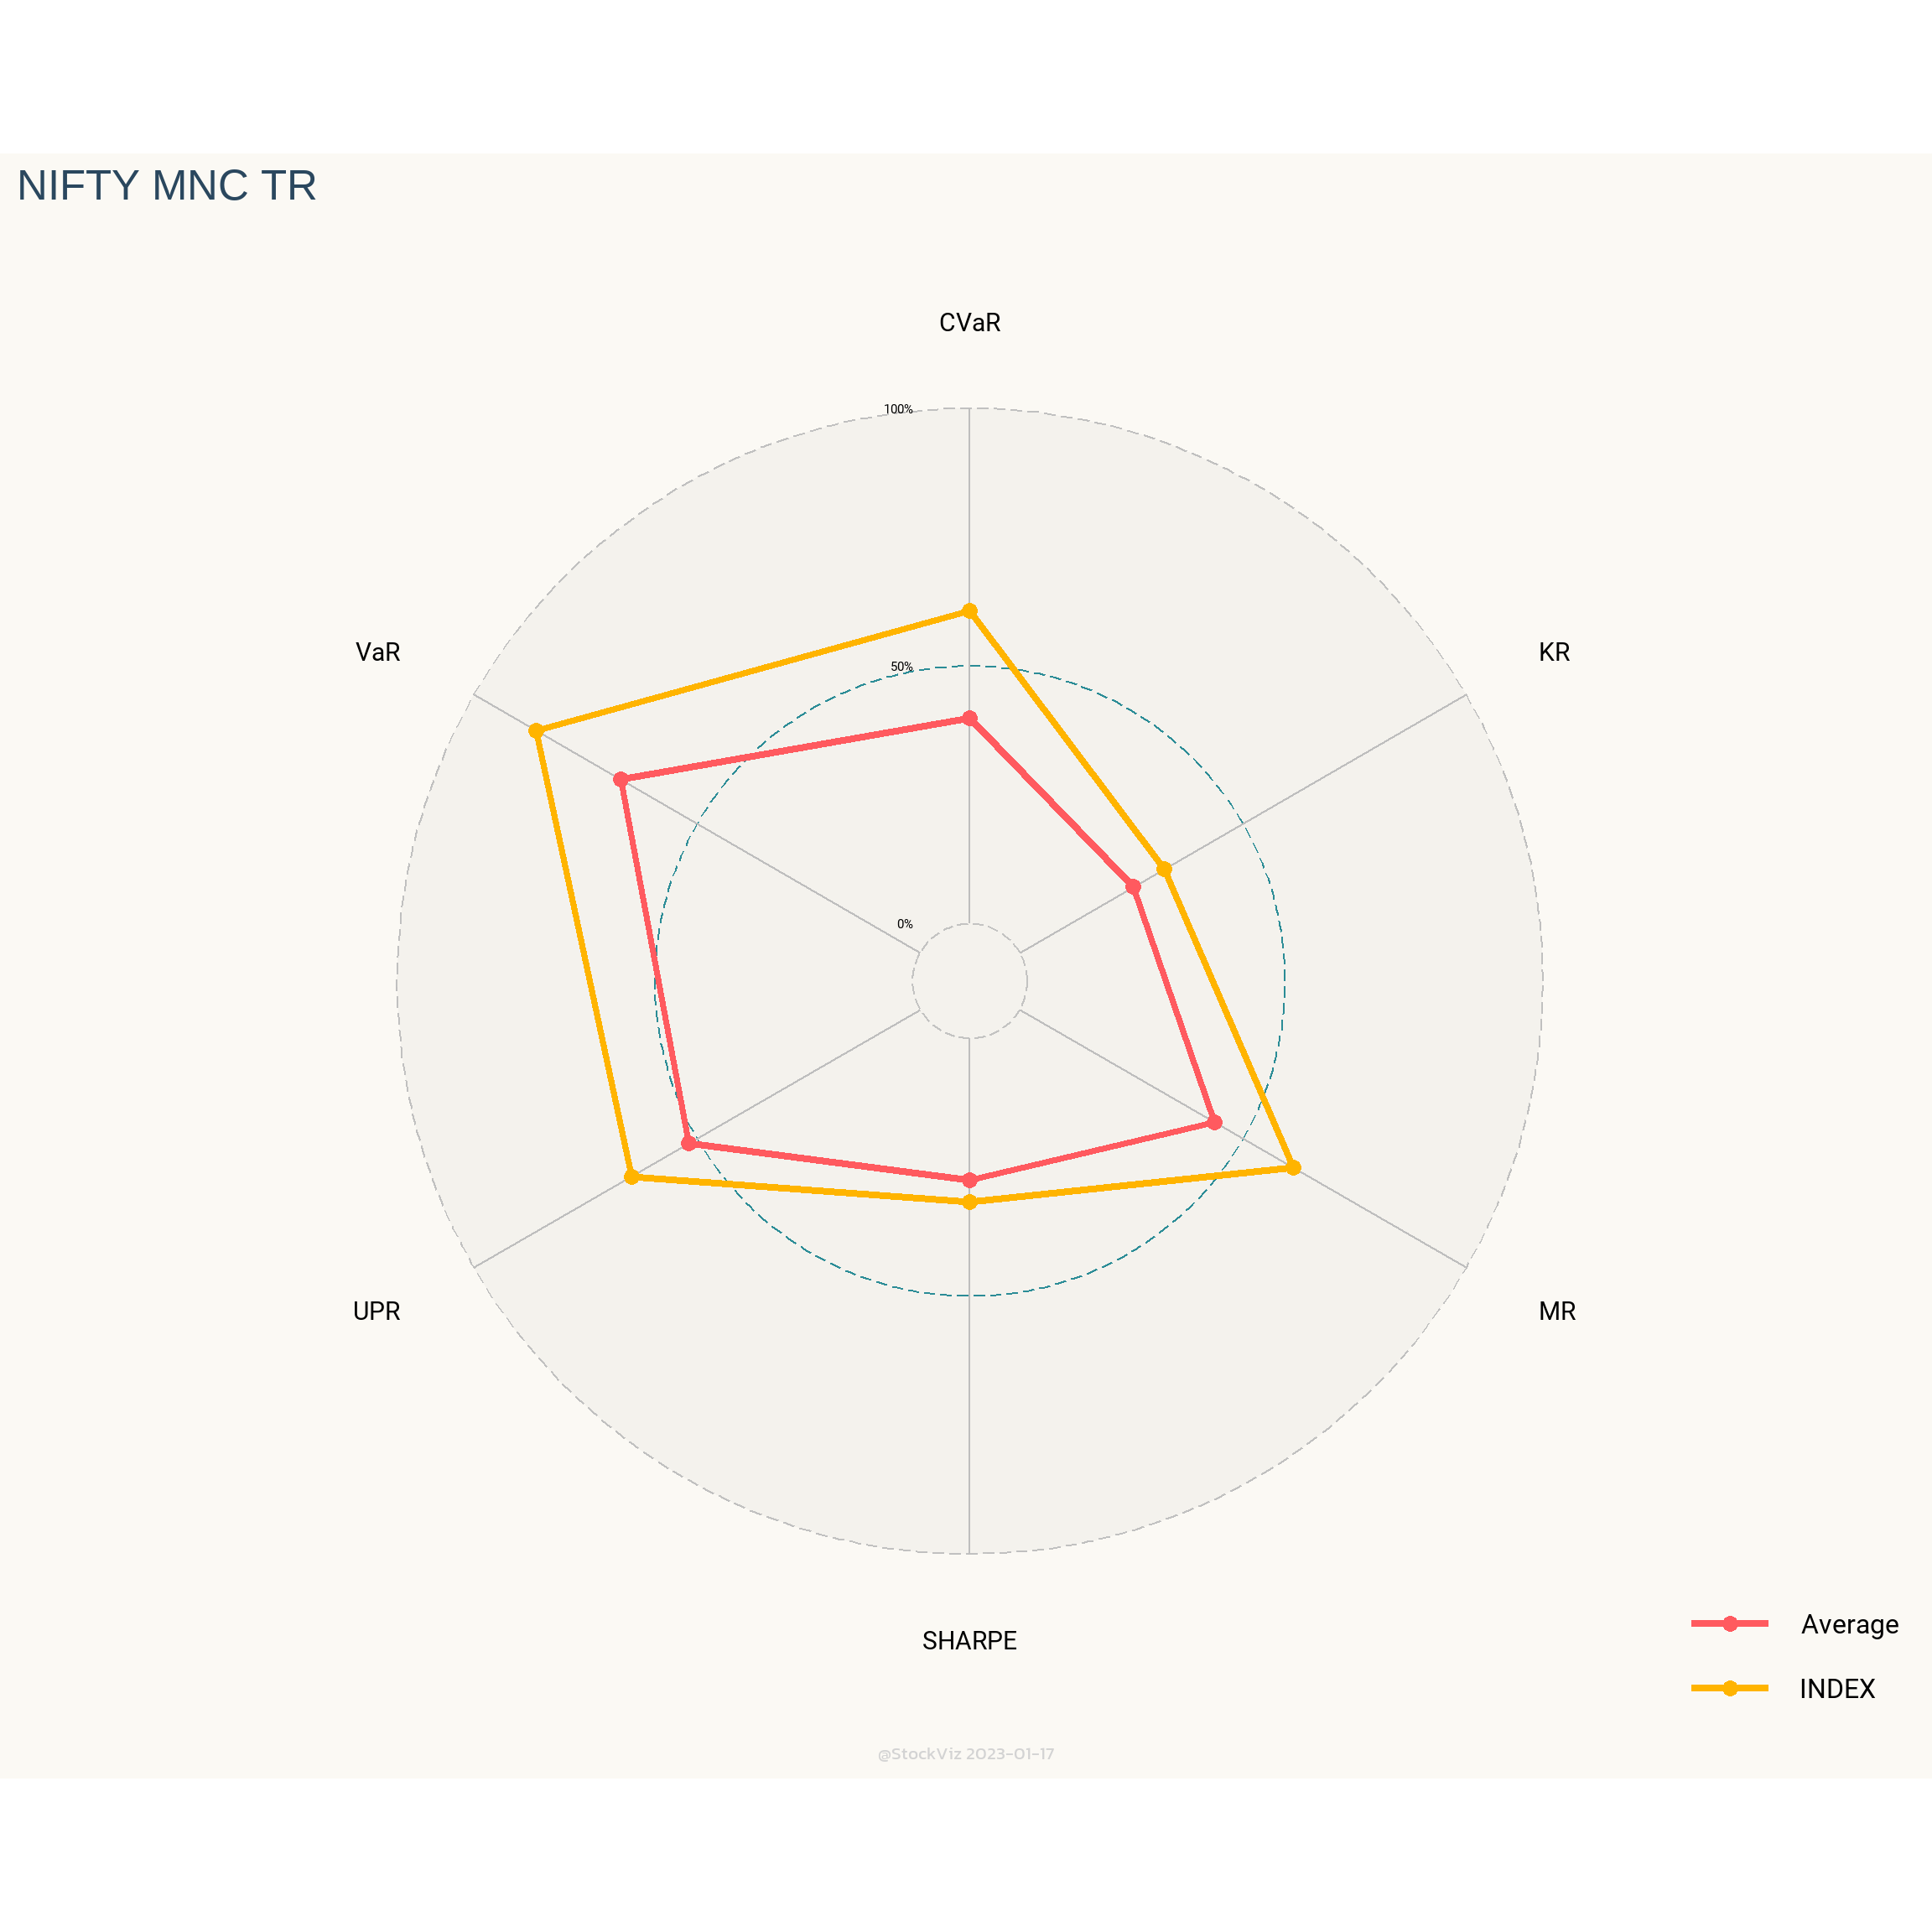 NIFTY MNC TR
CVaR
100%
VaR
KR
50%
0%
UPR
MR
SHARPE
Average
INDEX
@StockViz 2023-01-17